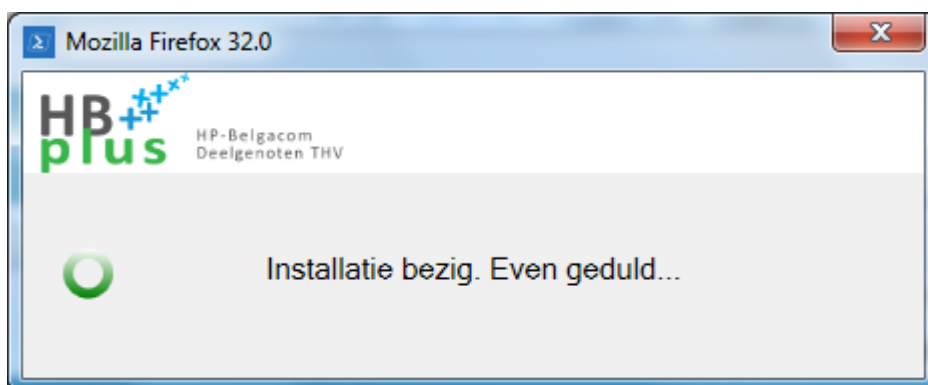 Mozilla Firefox 32.0
HB
plus
HP-Belgacom
Deelgenoten THV
Installatie bezig. Even geduld...